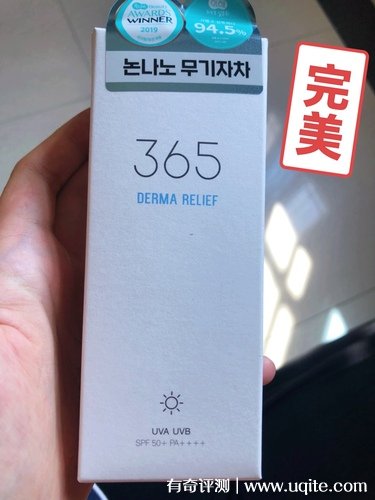 AWARDS
WINNER
2019
94.5%
논나노 무기자차
完美
365
DERMA RELIEF
UVA UVB
SPF 50+ PA++++
有奇评测 | www.uqite.com